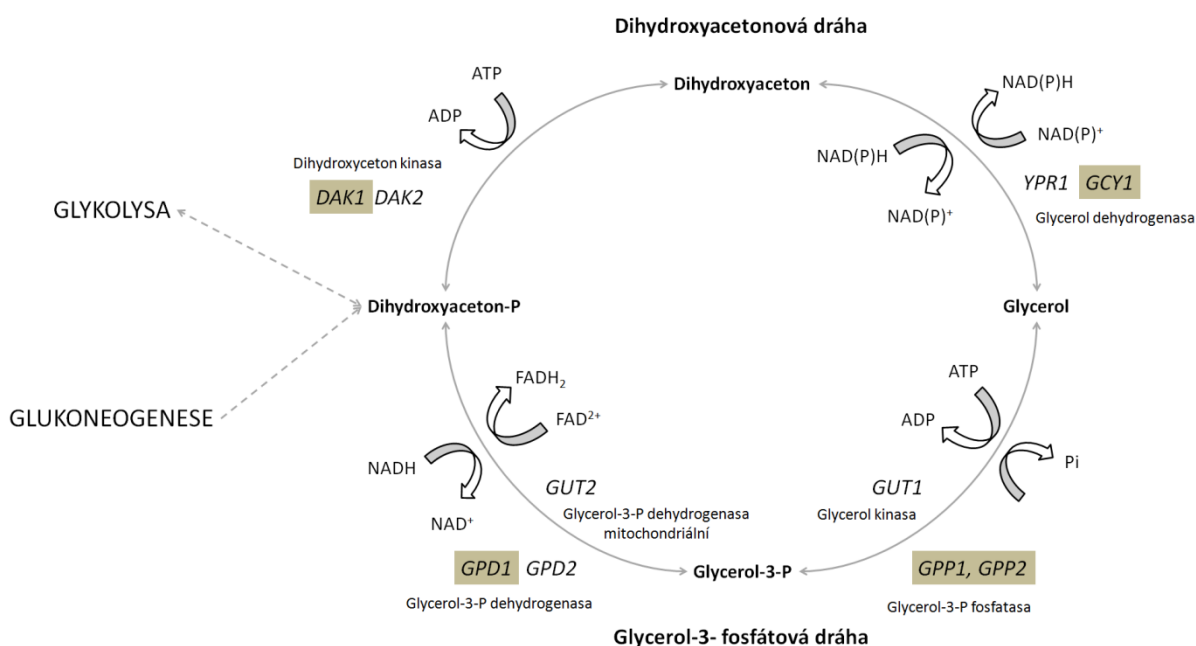 Dihydroxyacetonová dráha
ATP
ADP
Dihydroxyaceton
NAD(P)H
NAD(P)⁺
NAD(P)H
NAD(P)⁺
Dihydroxyceton kinasa
DAK1 DAK2
YPR1 GCY1
Glycerol dehydrogenasa
GLYKOLYSA
Dihydroxyaceton-P
Glycerol
GLUKONEOGENESE
FADH₂
FAD²⁺
NADH
NAD⁺
ATP
ADP
Pi
GUT2
Glycerol-3-P dehydrogenasa
mitochondriální
GUT1
Glycerol kinasa
GPD1 GPD2
Glycerol-3-P dehydrogenasa
Glycerol-3-P
GPP1, GPP2
Glycerol-3-P fosfatasa
Glycerol-3- fosfátová dráha